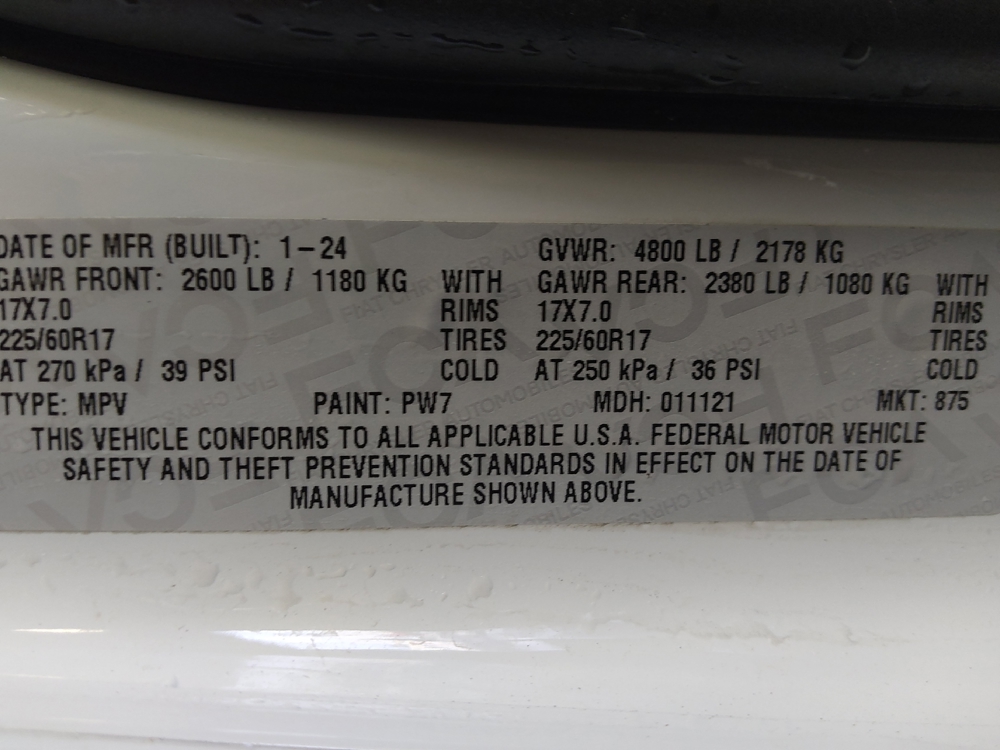 DATE OF MFR (BUILT): 1-24 GVWR: 4800 LB / 2178 KG
GAWR FRONT: 2600 LB / 1180 KG WITH GAWR REAR: 2380 LB / 1080 KG WITH
17X7.0 RIMS 17X7.0 RIMS
225/60R17 TIRES 225/60R17 TIRES
AT 270 kPa / 39 PSI COLD AT 250 kPa / 36 PSI COLD
TYPE: MPV PAINT: PW7 MDH: 011121 MKT: 875
THIS VEHICLE CONFORMS TO ALL APPLICABLE U.S.A. FEDERAL MOTOR VEHICLE
SAFETY AND THEFT PREVENTION STANDARDS IN EFFECT ON THE DATE OF
MANUFACTURE SHOWN ABOVE.